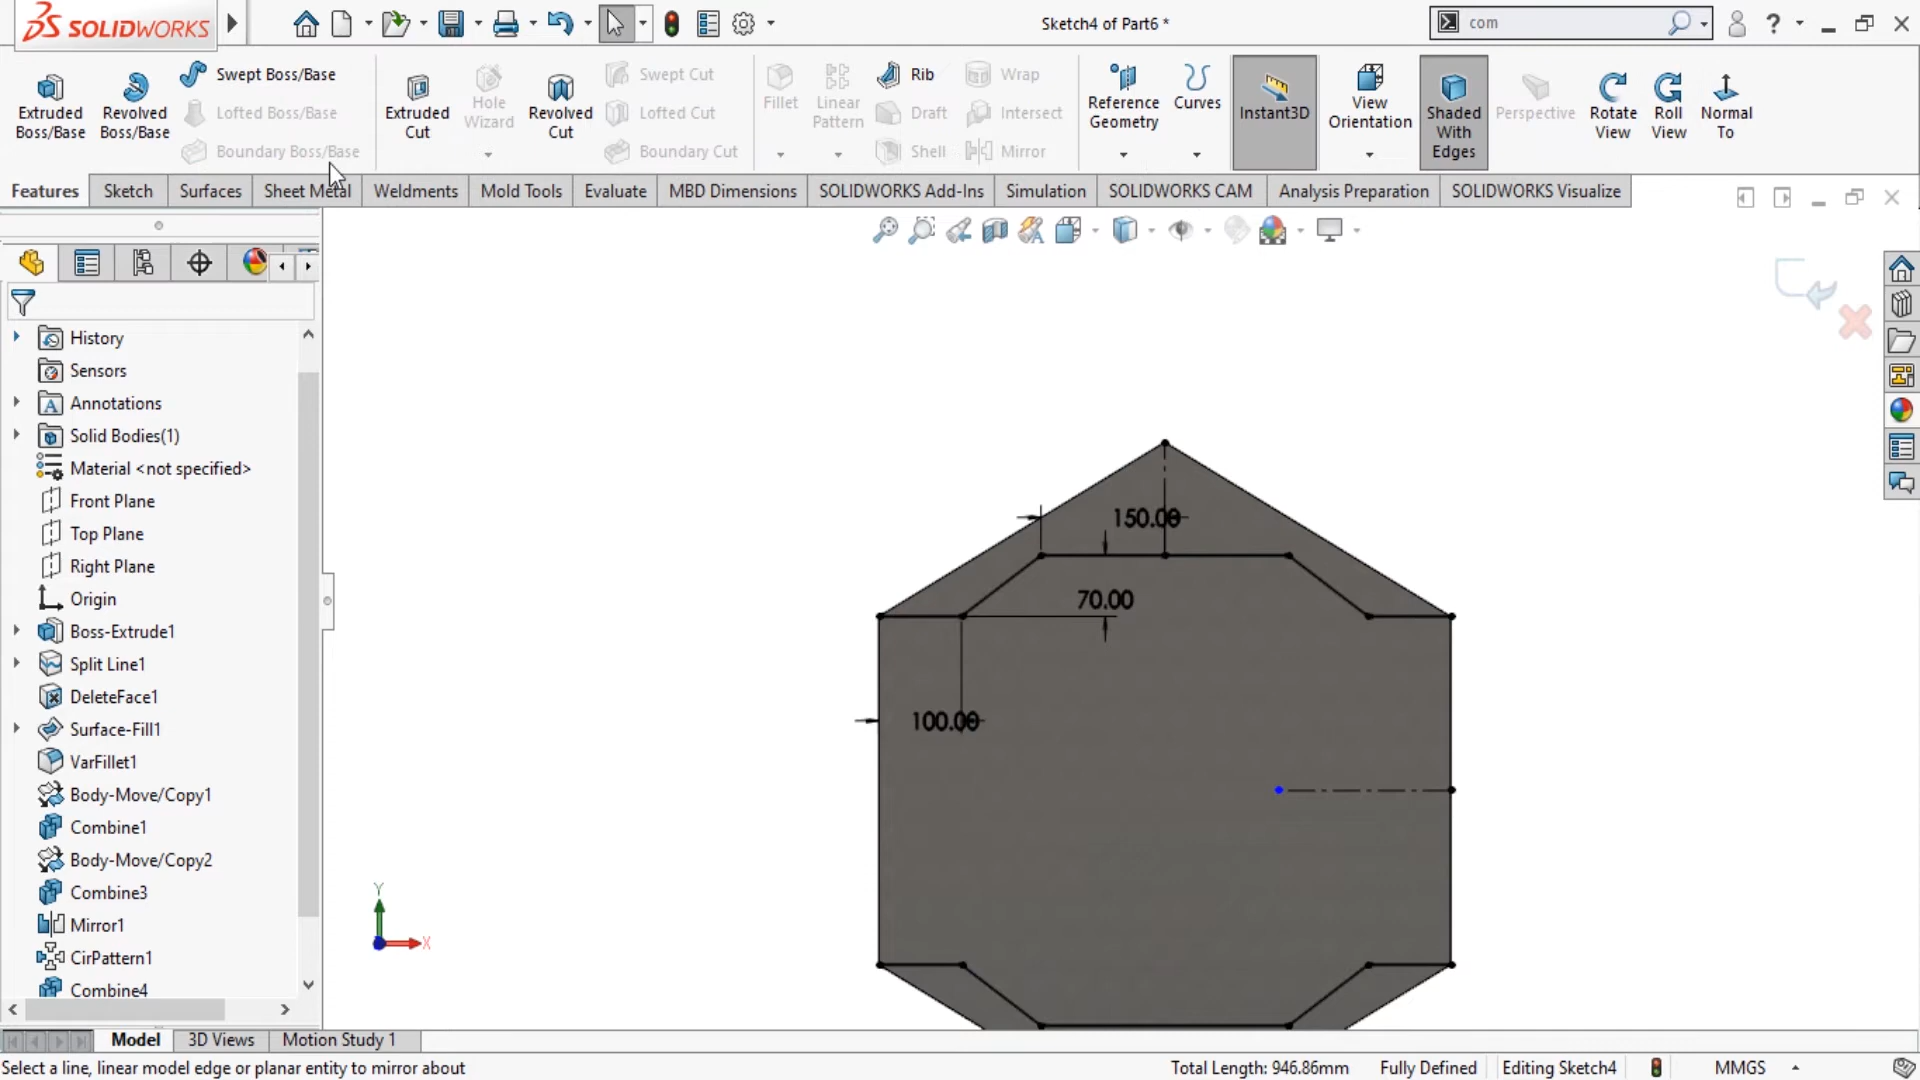 SOLIDWORKS
Sketch4 of Part6 *
com
Extruded Boss/Base
Revolved Boss/Base
Swept Boss/Base
Lofted Boss/Base
Boundary Boss/Base
Extruded Cut
Hole Wizard
Revolved Cut
Swept Cut
Lofted Cut
Boundary Cut
Fillet
Linear Pattern
Rib
Draft
Shell
Wrap
Intersect
Mirror
Reference Geometry
Curves
Instant3D
View Orientation
Shaded With Edges
Perspective
Rotate View
Roll View
Normal To
Features
Sketch
Surfaces
Sheet Metal
Weldments
Mold Tools
Evaluate
MBD Dimensions
SOLIDWORKS Add-Ins
Simulation
SOLIDWORKS CAM
Analysis Preparation
SOLIDWORKS Visualize
History
Sensors
Annotations
Solid Bodies(1)
Material <not specified>
Front Plane
Top Plane
Right Plane
Origin
Boss-Extrude1
Split Line1
DeleteFace1
Surface-Fill1
VarFillet1
Body-Move/Copy1
Combine1
Body-Move/Copy2
Combine3
Mirror1
CirPattern1
Combine4
150.00
70.00
100.00
Y
X
Model
3D Views
Motion Study 1
Select a line, linear model edge or planar entity to mirror about
Total Length: 946.86mm
Fully Defined
Editing Sketch4
MMGS